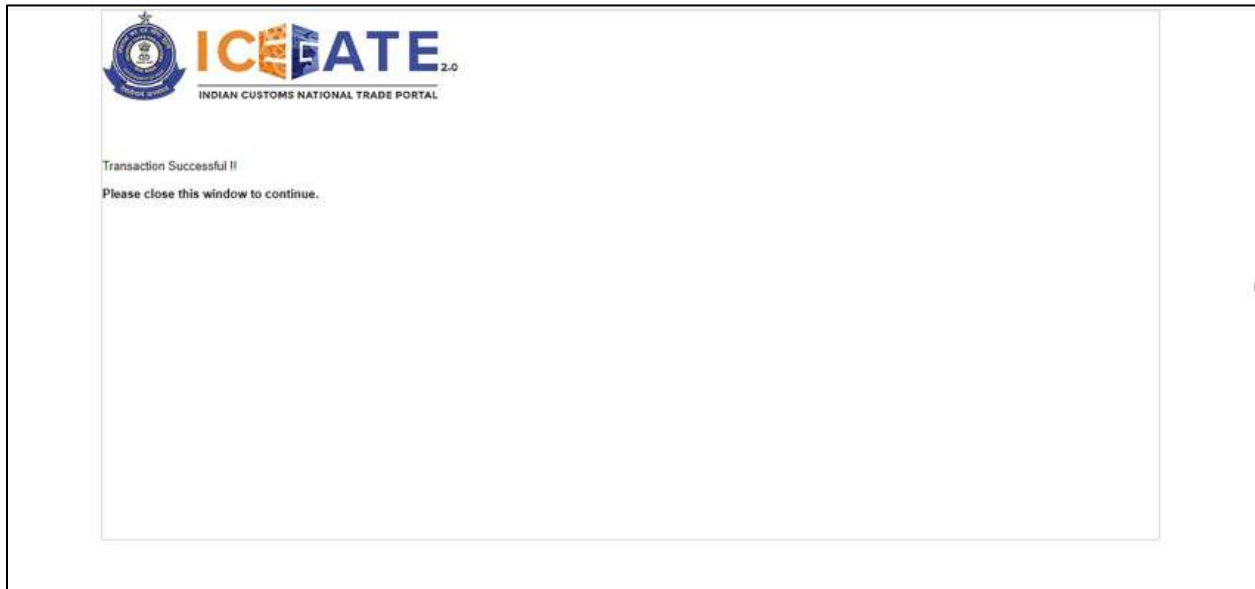 ICEGATE 2.0
INDIAN CUSTOMS NATIONAL TRADE PORTAL
Transaction Successful !!
Please close this window to continue.